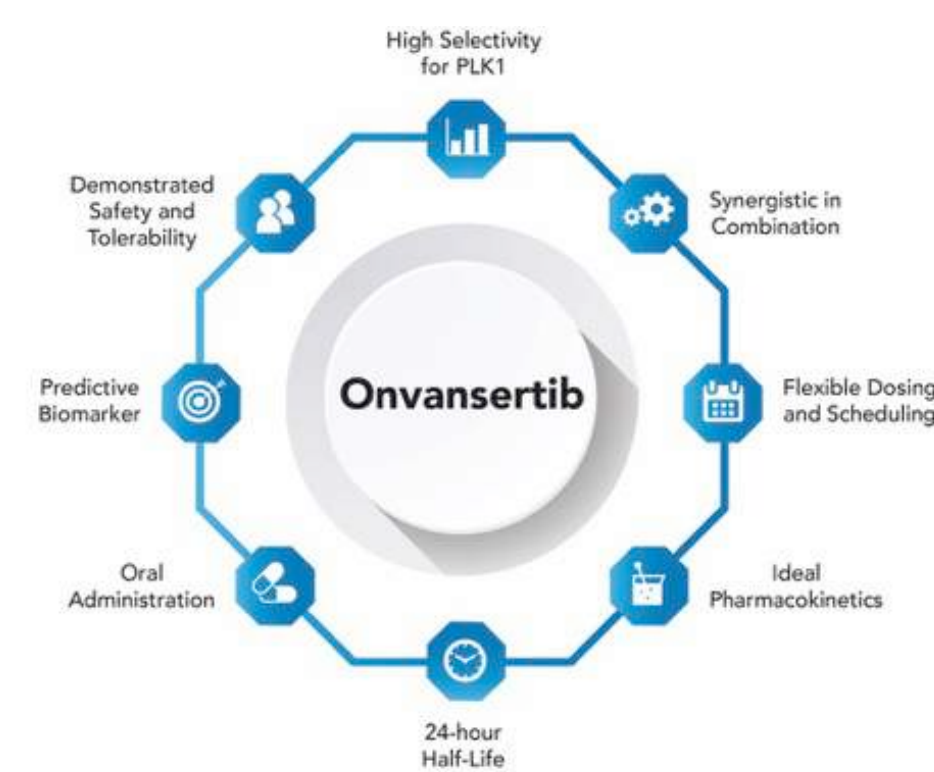 High Selectivity
for PLK1
Demonstrated
Safety and
Tolerability
Synergistic in
Combination
Predictive
Biomarker
Onvansertib
Flexible Dosing
and Scheduling
Oral
Administration
Ideal
Pharmacokinetics
24-hour
Half-Life